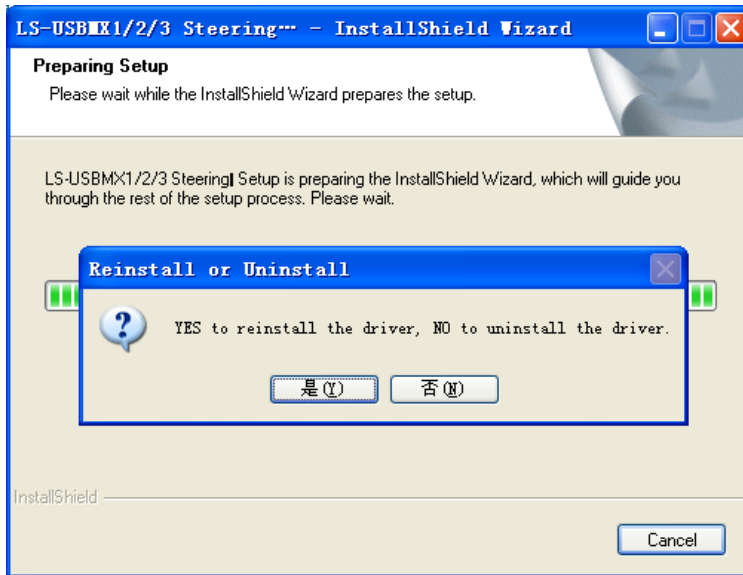 LS-USBMX1/2/3 Steering… - InstallShield Wizard
Preparing Setup
Please wait while the InstallShield Wizard prepares the setup.
LS-USBMX1/2/3 Steering Setup is preparing the InstallShield Wizard, which will guide you
through the rest of the setup process. Please wait.
Reinstall or Uninstall
YES to reinstall the driver, NO to uninstall the driver.
是(Y)
否(N)
InstallShield
Cancel